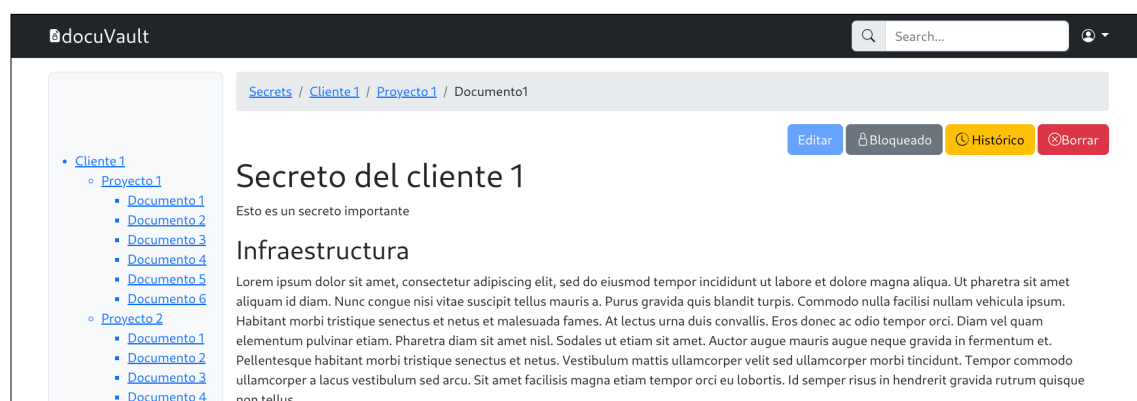 docuVault
Search...
Secrets / Cliente 1 / Proyecto 1 / Documento1
Editar
Bloqueado
Histórico
Borrar
Cliente 1
Proyecto 1
Documento 1
Documento 2
Documento 3
Documento 4
Documento 5
Documento 6
Proyecto 2
Documento 1
Documento 2
Documento 3
Documento 4
Secreto del cliente 1
Esto es un secreto importante
Infraestructura
Lorem ipsum dolor sit amet, consectetur adipiscing elit, sed do eiusmod tempor incididunt ut labore et dolore magna aliqua. Ut pharetra sit amet
aliquam id diam. Nunc congue nisi vitae suscipit tellus mauris a. Purus gravida quis blandit turpis. Commodo nulla facilisi nullam vehicula ipsum.
Habitant morbi tristique senectus et netus et malesuada fames. At lectus urna duis convallis. Eros donec ac odio tempor orci. Diam vel quam
elementum pulvinar etiam. Pharetra diam sit amet nisl. Sodales ut etiam sit amet. Auctor augue mauris augue neque gravida in fermentum et.
Pellentesque habitant morbi tristique senectus et netus. Vestibulum mattis ullamcorper velit sed ullamcorper morbi tincidunt. Tempor commodo
ullamcorper a lacus vestibulum sed arcu. Sit amet facilisis magna etiam tempor orci eu lobortis. Id semper risus in hendrerit gravida rutrum quisque
non tellus